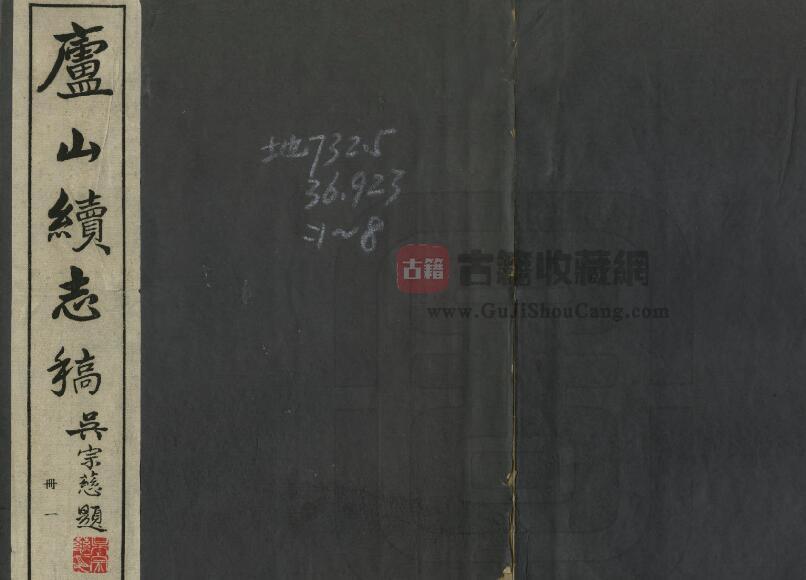 廬山續志稿
吳宗慈題
冊一
地732.5
36.923
:1~8
古籍
古籍收藏網
www.GuJiShouCang.com